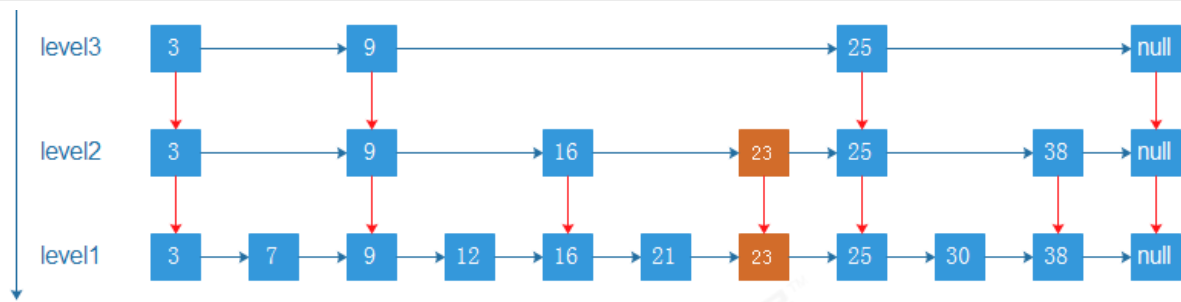 level3 3 9 25 null
level2 3 9 16 23 25 38 null
level1 3 7 9 12 16 21 23 25 30 38 null